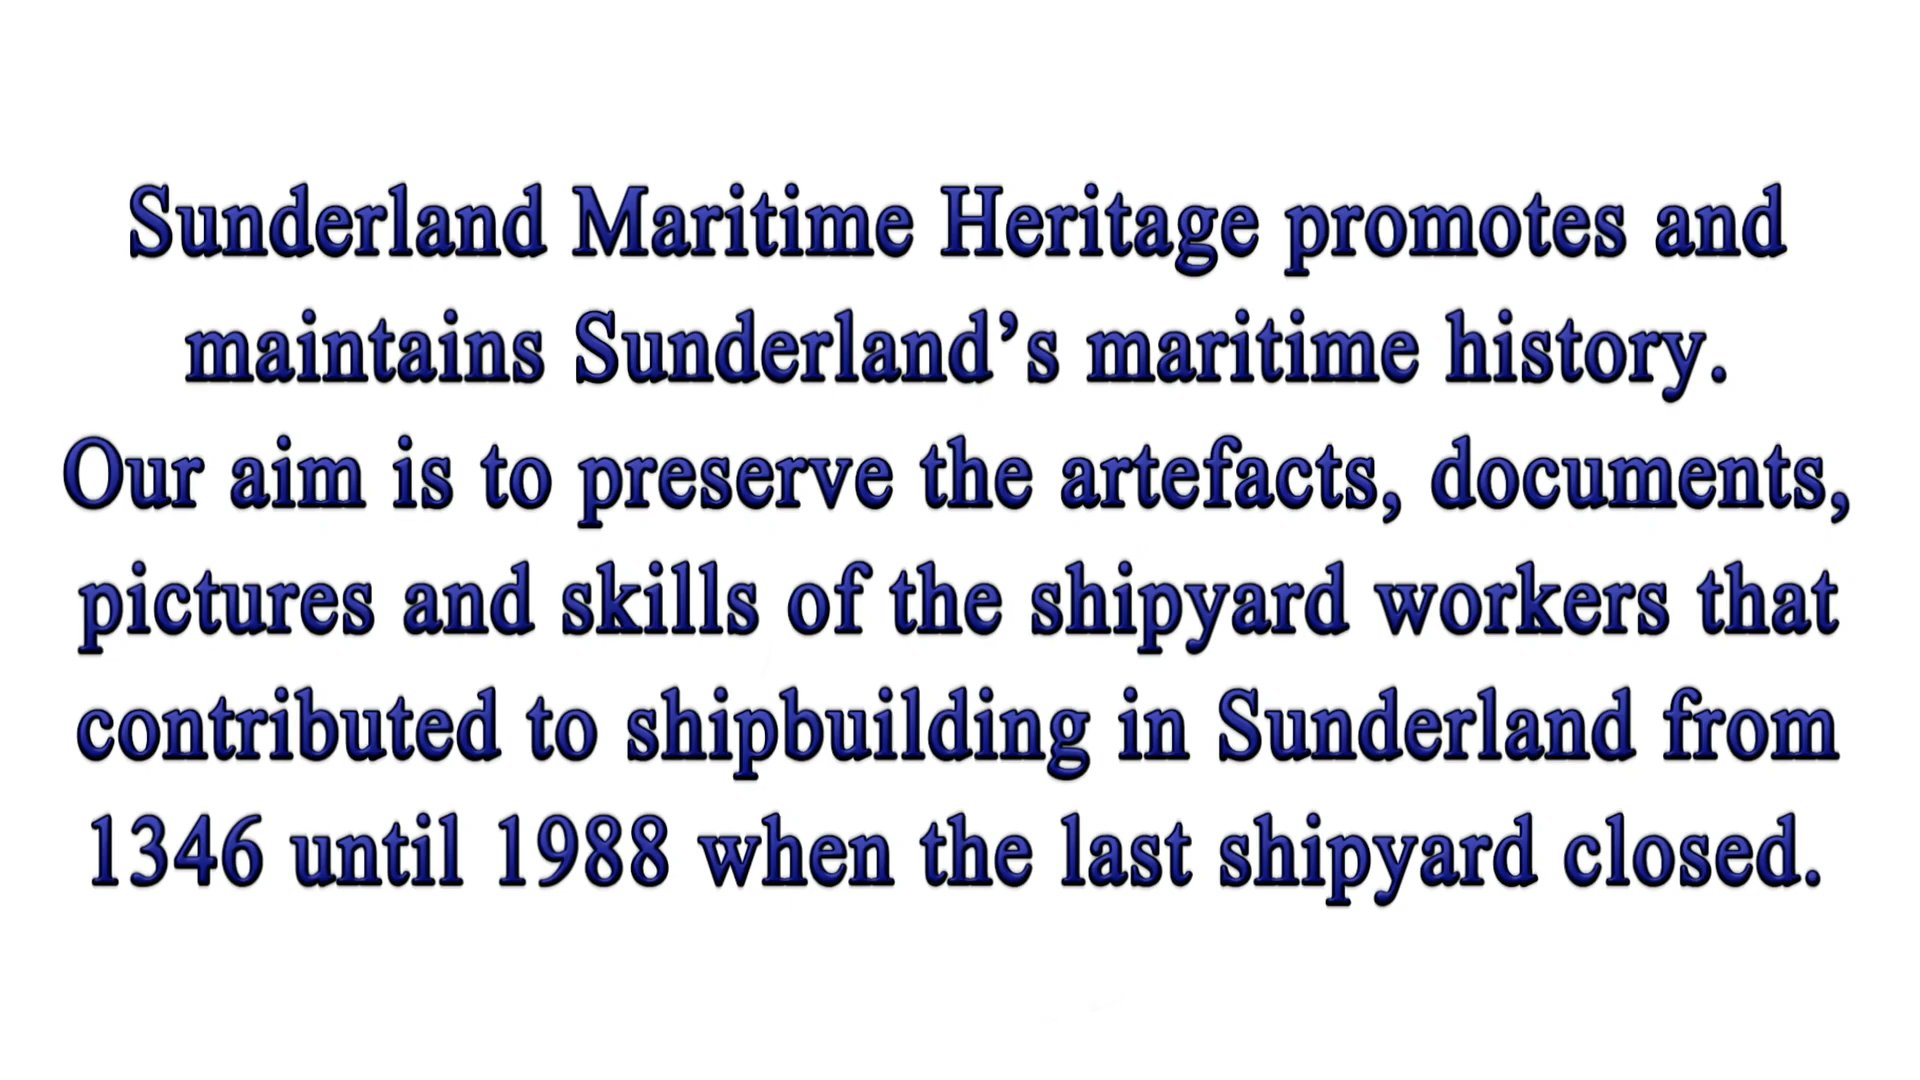 Sunderland Maritime Heritage promotes and
maintains Sunderland’s maritime history.
Our aim is to preserve the artefacts, documents,
pictures and skills of the shipyard workers that
contributed to shipbuilding in Sunderland from
1346 until 1988 when the last shipyard closed.